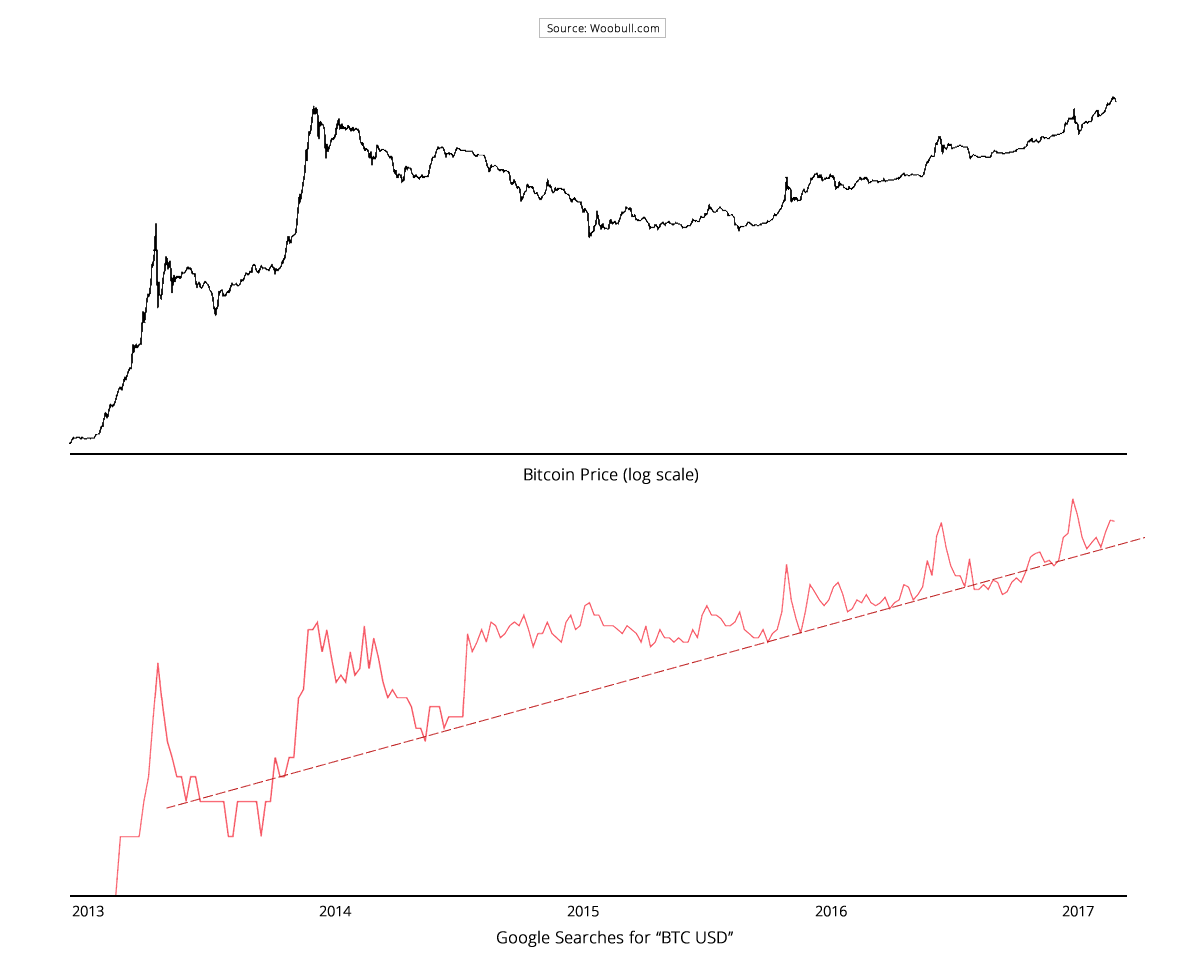 Source: Woobull.com
Bitcoin Price (log scale)
2013 2014 2015 2016 2017
Google Searches for “BTC USD”